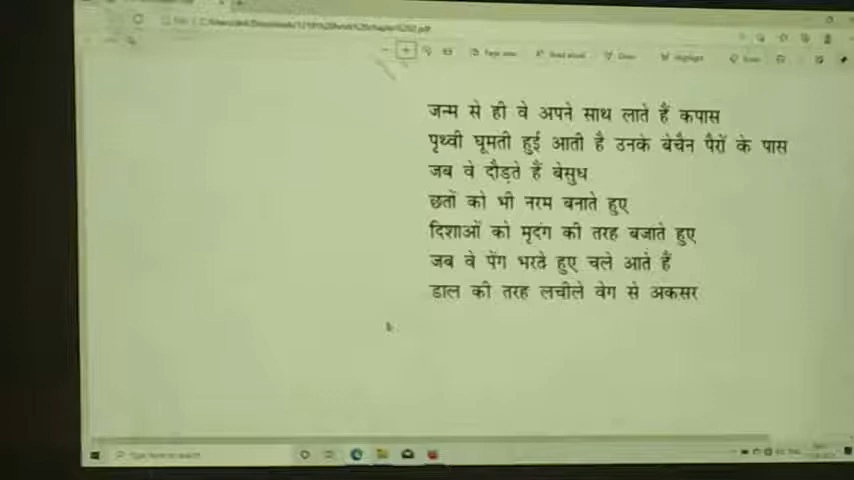 जन्म से ही वे अपने साथ लाते हैं कपास
पृथ्वी घूमती हुई आती है उनके बेचैन पैरों के पास
जब वे दौड़ते हैं बेसुध
छतों को भी नरम बनाते हुए
दिशाओं को मृदंग की तरह बजाते हुए
जब वे पेंग भरते हुए चले आते हैं
डाल की तरह लचीले वेग से अकसर